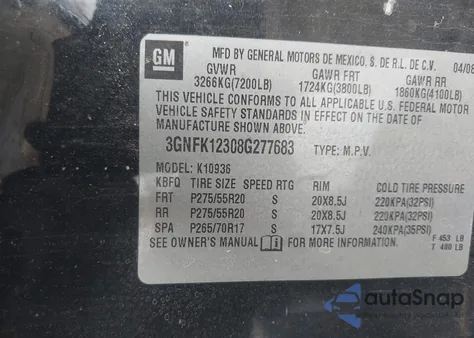 GM
MFD BY GENERAL MOTORS DE MEXICO, S. DE R.L. DE C.V. 04/08
GVWR GAWR FRT GAWR RR
3266KG(7200LB) 1724KG(3800LB) 1860KG(4100LB)
THIS VEHICLE CONFORMS TO ALL APPLICABLE U.S. FEDERAL MOTOR
VEHICLE SAFETY STANDARDS IN EFFECT ON THE DATE OF
MANUFACTURE SHOWN ABOVE.
3GNFK12308G277683 TYPE: M.P.V.
MODEL: K10936
KBFQ TIRE SIZE SPEED RTG RIM COLD TIRE PRESSURE
FRT P275/55R20 S 20X8.5J 220KPA(32PSI)
RR P275/55R20 S 20X8.5J 220KPA(32PSI)
SPA P265/70R17 S 17X7.5J 240KPA(35PSI)
SEE OWNER'S MANUAL FOR MORE INFORMATION. F 453 LB
T 480 LB
autoSnap